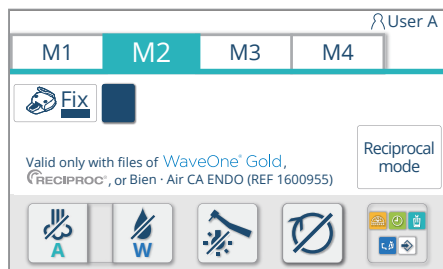 User A
M1 M2 M3 M4
Fix
Reciprocal
mode
Valid only with files of WaveOne® Gold,
RECIPROC®, or Bien · Air CA ENDO (REF 1600955)
A W